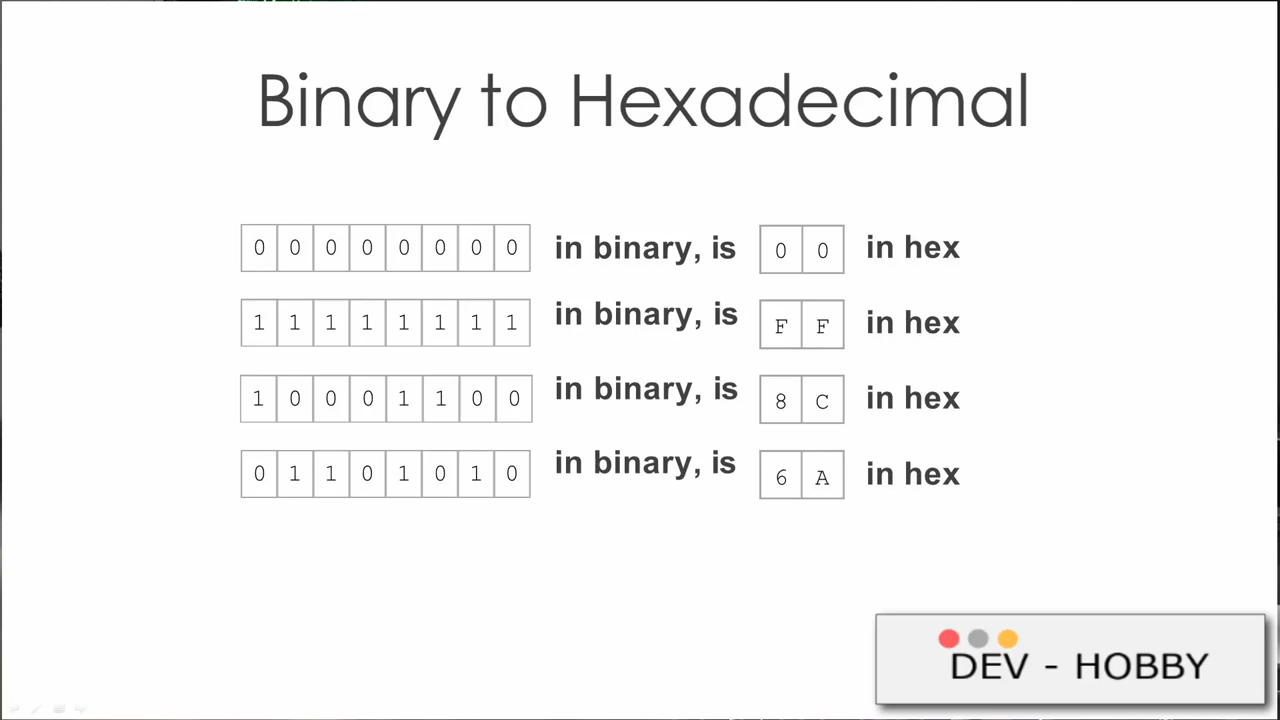 Binary to Hexadecimal
0 0 0 0 0 0 0 0 in binary, is 0 0 in hex
1 1 1 1 1 1 1 1 in binary, is F F in hex
1 0 0 0 1 1 0 0 in binary, is 8 C in hex
0 1 1 0 1 0 1 0 in binary, is 6 A in hex
DEV - HOBBY